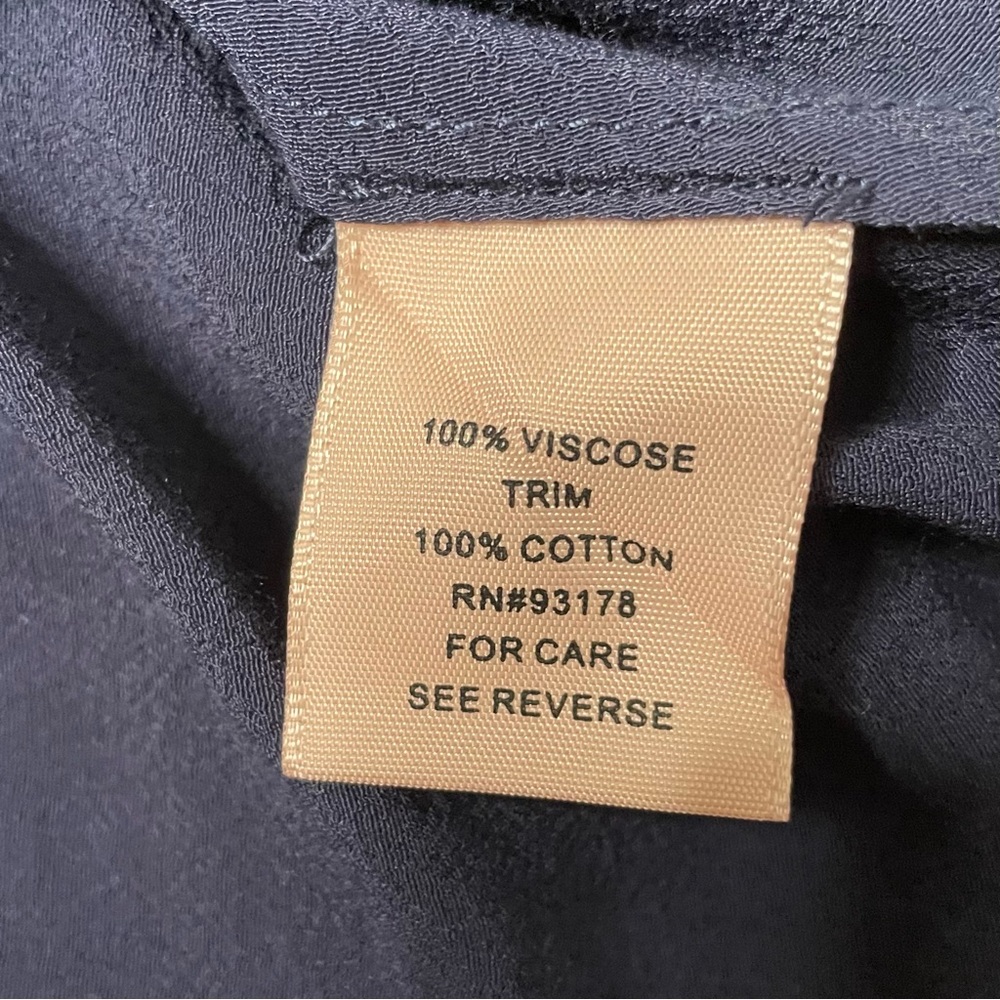 100% VISCOSE
TRIM
100% COTTON
RN#93178
FOR CARE
SEE REVERSE